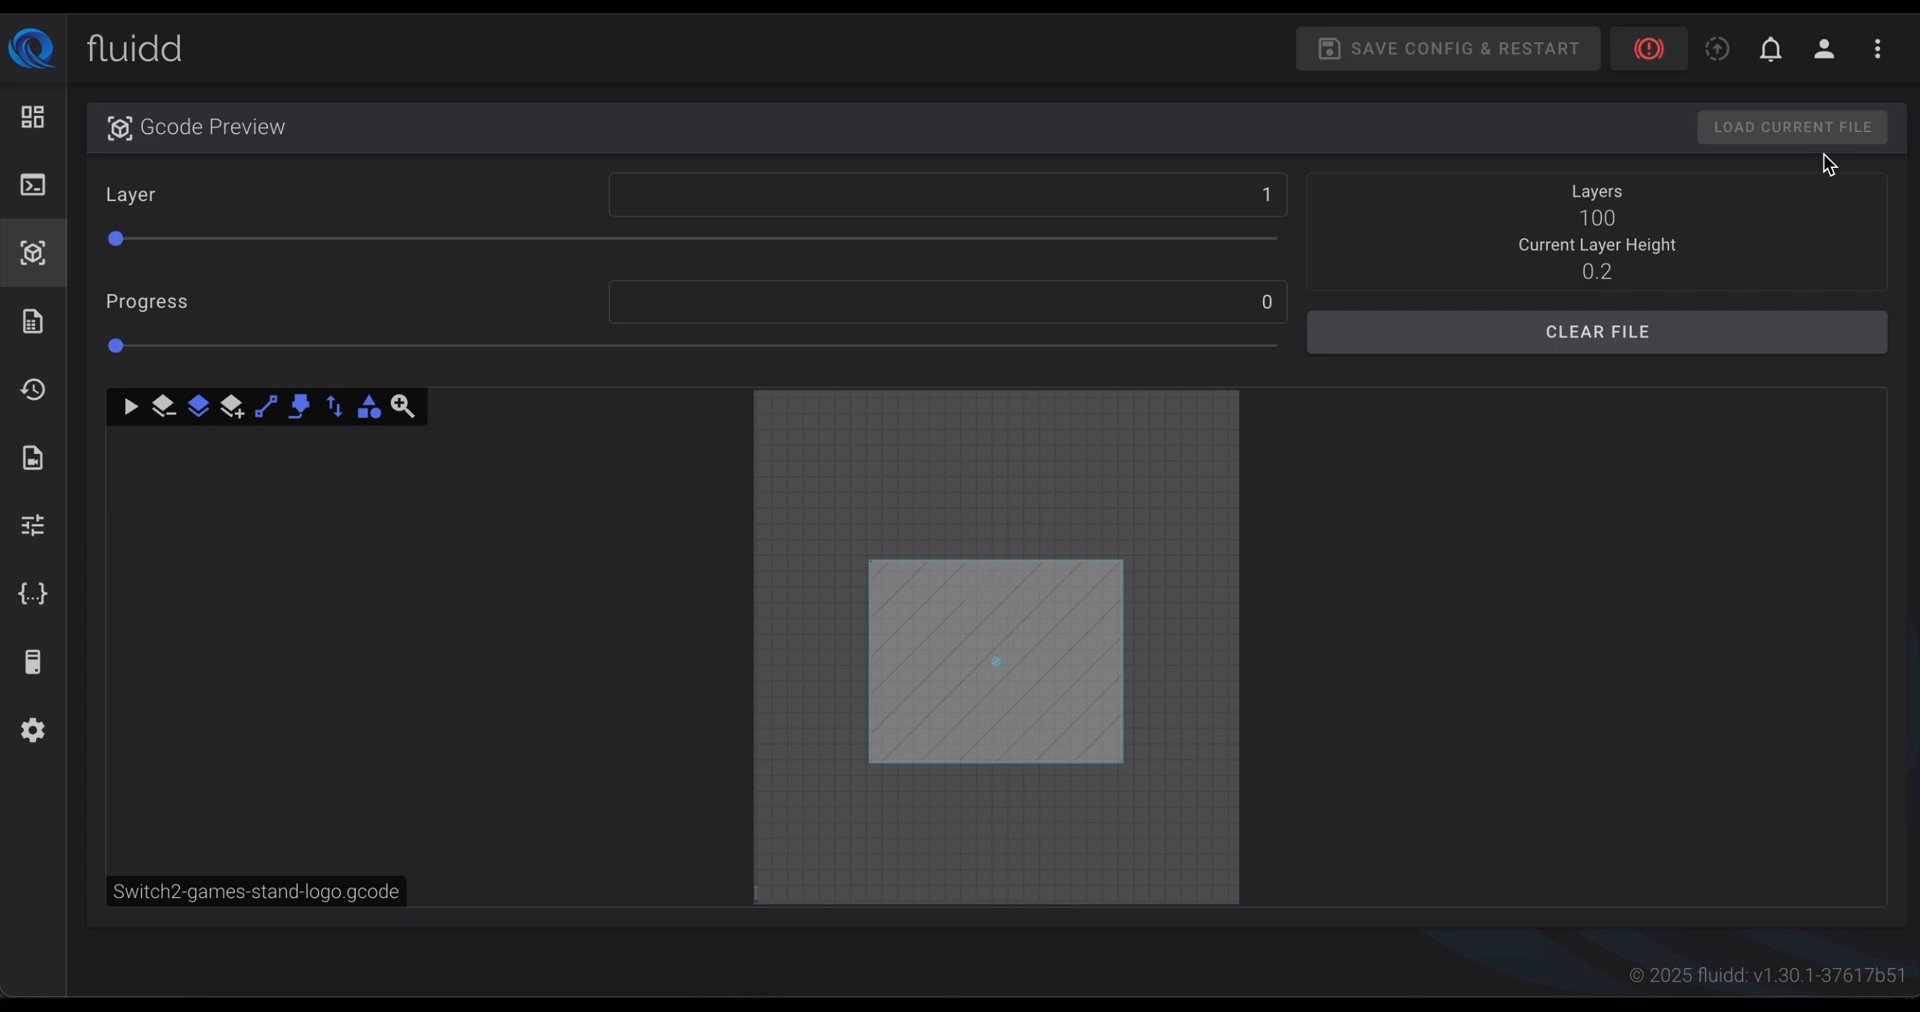 fluidd
SAVE CONFIG & RESTART
Gcode Preview
LOAD CURRENT FILE
Layer
1
Layers
100
Current Layer Height
0.2
Progress
0
CLEAR FILE
Switch2-games-stand-logo.gcode
© 2025 fluidd: v1.30.1-37617b51